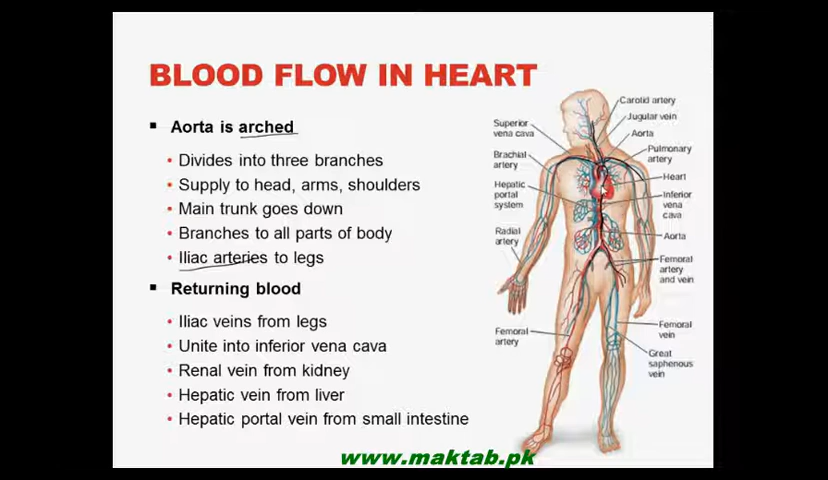 BLOOD FLOW IN HEART
Aorta is arched
Divides into three branches
Supply to head, arms, shoulders
Main trunk goes down
Branches to all parts of body
Iliac arteries to legs
Returning blood
Iliac veins from legs
Unite into inferior vena cava
Renal vein from kidney
Hepatic vein from liver
Hepatic portal vein from small intestine
Superior
vena cava
Brachial
artery
Hepatic
portal
system
Radial
artery
Femoral
artery
Carotid artery
Jugular vein
Aorta
Pulmonary
artery
Heart
Inferior
vena
cava
Aorta
Femoral
artery
and vein
Femoral
vein
Great
saphenous
vein
www.maktab.pk